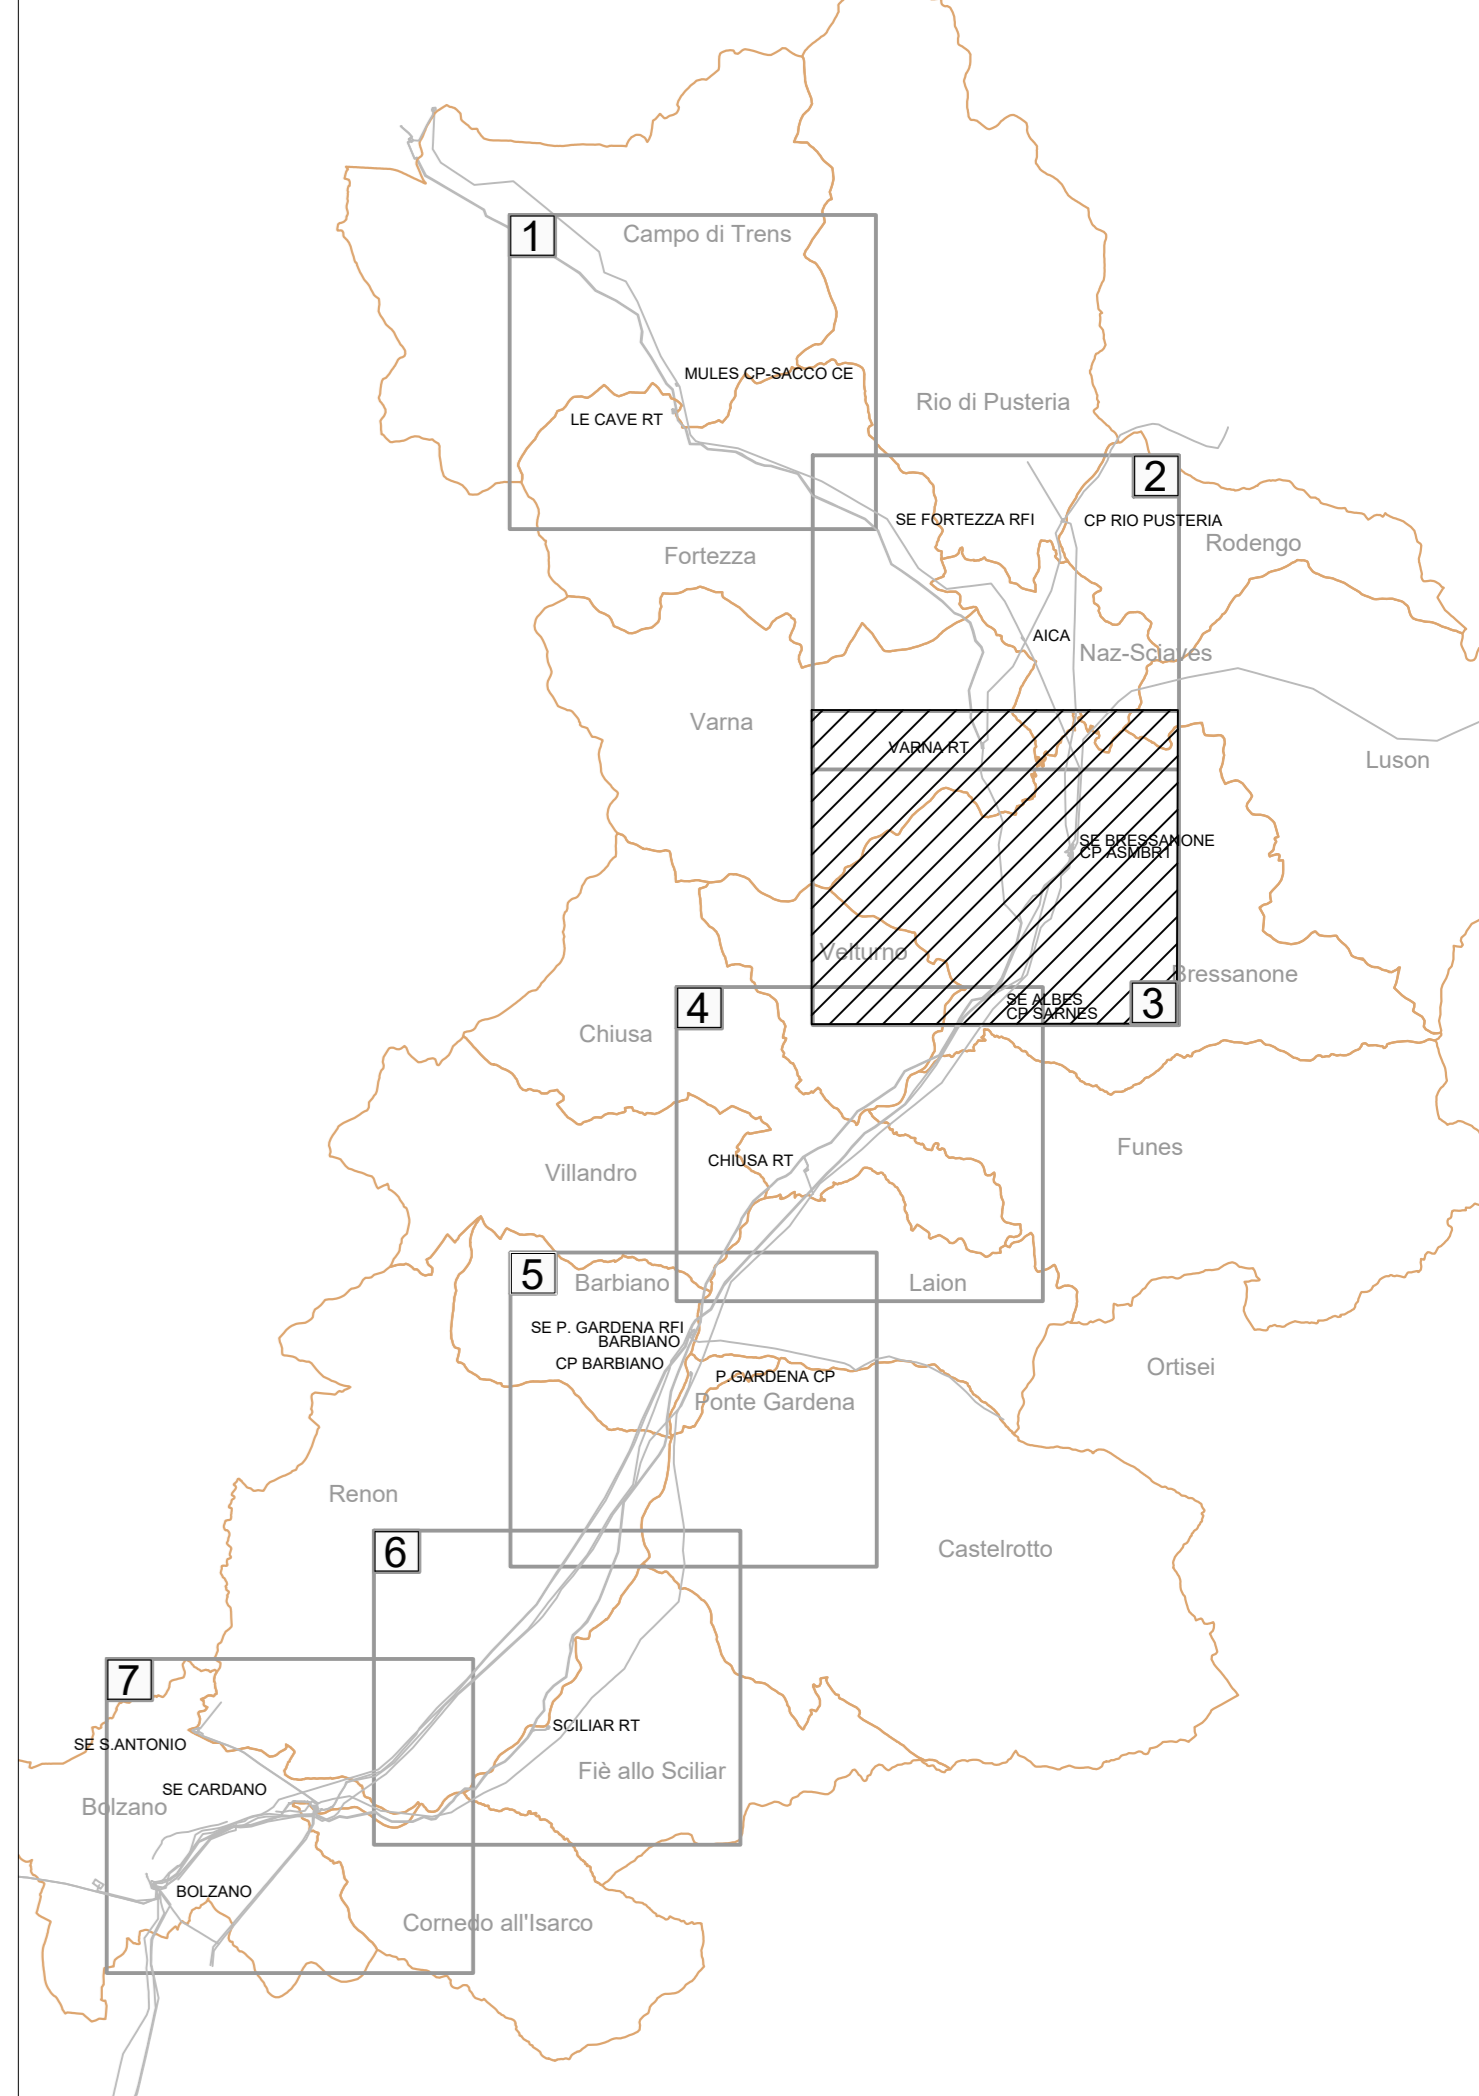 1
Campo di Trens
MULES CP-SACCO CE
LE CAVE RT
Rio di Pusteria
2
SE FORTEZZA RFI
CP RIO PUSTERIA
Rodengo
Fortezza
AICA
Naz-Sciaves
Varna
VARNA RT
Luson
SE BRESSANONE
CP ASMBRT
Velturno
Bressanone
4
SE ALBES
CP SARNES
3
Chiusa
Funes
CHIUSA RT
Villandro
5
Barbiano
Laion
SE P. GARDENA RFI
BARBIANO
CP BARBIANO
P.GARDENA CP
Ortisei
Ponte Gardena
Renon
6
Castelrotto
7
SCILIAR RT
SE S.ANTONIO
Fiè allo Sciliar
SE CARDANO
Bolzano
BOLZANO
Cornedo all'Isarco